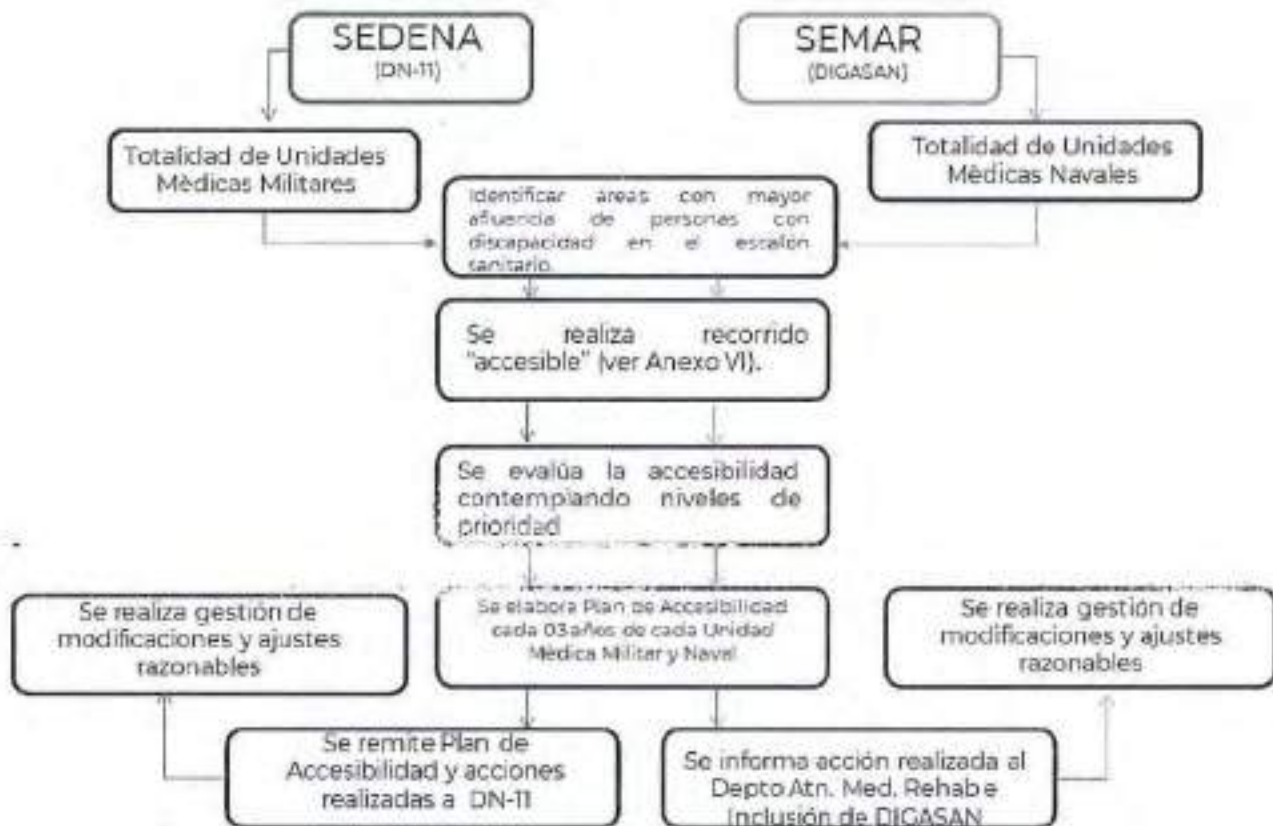 SEDENA
(DN-11)
SEMAR
(DIGASAN)
Totalidad de Unidades
Mèdicas Militares
Totalidad de Unidades
Mèdicas Navales
Identificar áreas con mayor
afluencia de personas con
discapacidad en el escalón
sanitario.
Se realiza recorrido
"accesible" (ver Anexo VI).
Se evalúa la accesibilidad
contemplando niveles de
prioridad
Se realiza gestión de
modificaciones y ajustes
razonables
Se elabora Plan de Accesibilidad
cada 03 años de cada Unidad
Mèdica Militar y Naval
Se realiza gestión de
modificaciones y ajustes
razonables
Se remite Plan de
Accesibilidad y acciones
realizadas a DN-11
Se informa acción realizada al
Depto Atn. Med. Rehab e
Inclusión de DIGASAN